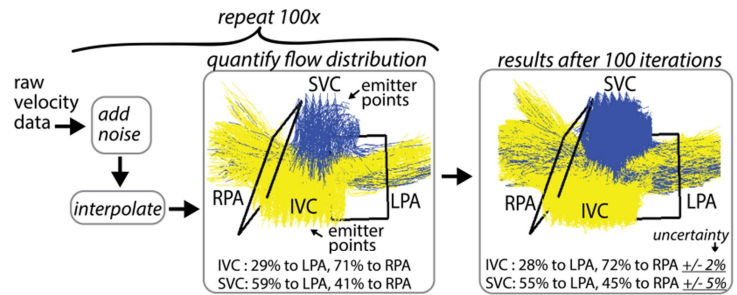 repeat 100x
raw
velocity
data
add
noise
interpolate
quantify flow distribution
SVC
emitter
points
RPA
IVC
LPA
emitter
points
IVC : 29% to LPA, 71% to RPA
SVC: 59% to LPA, 41% to RPA
results after 100 iterations
SVC
RPA
IVC
LPA
uncertainty
IVC : 28% to LPA, 72% to RPA +/- 2%
SVC: 55% to LPA, 45% to RPA +/- 5%